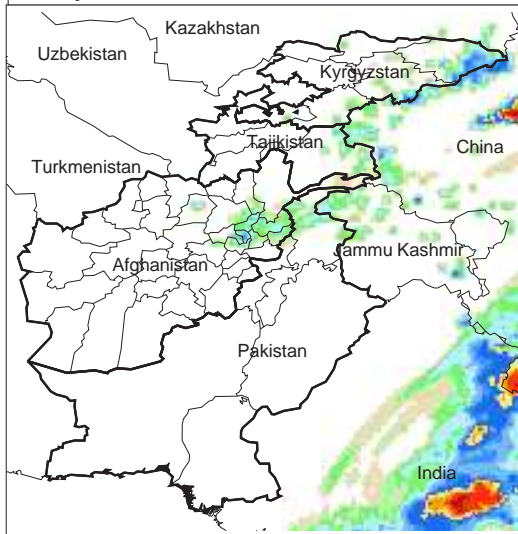 Kazakhstan
Uzbekistan
Kyrgyzstan
Tajikistan
China
Turkmenistan
Jammu Kashmir
Afghanistan
Pakistan
India